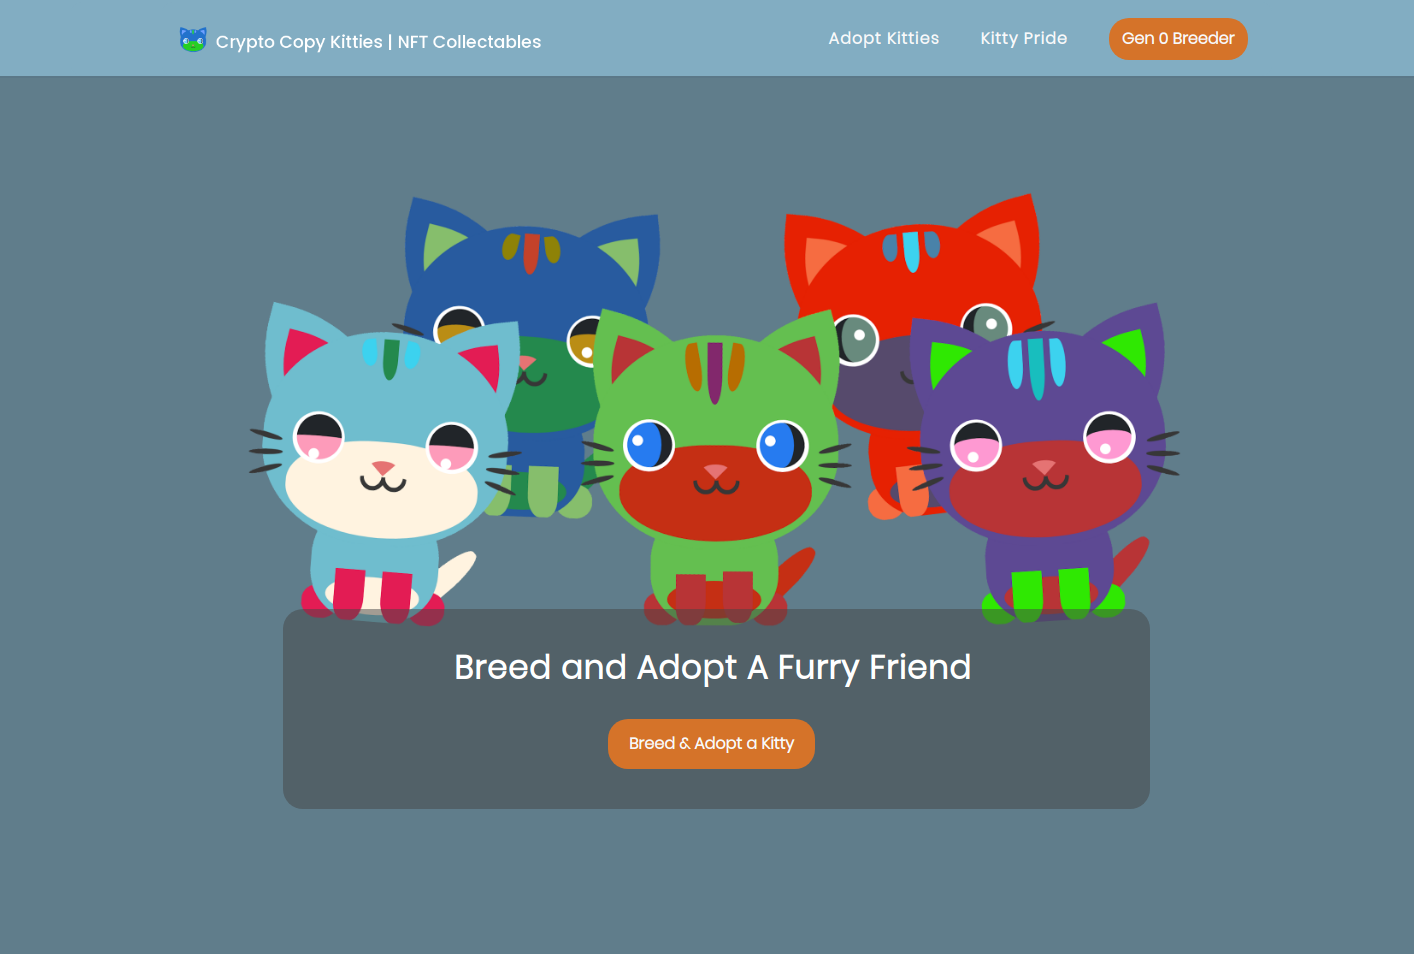 Crypto Copy Kitties | NFT Collectables
Adopt Kitties
Kitty Pride
Gen 0 Breeder
Breed and Adopt A Furry Friend
Breed & Adopt a Kitty